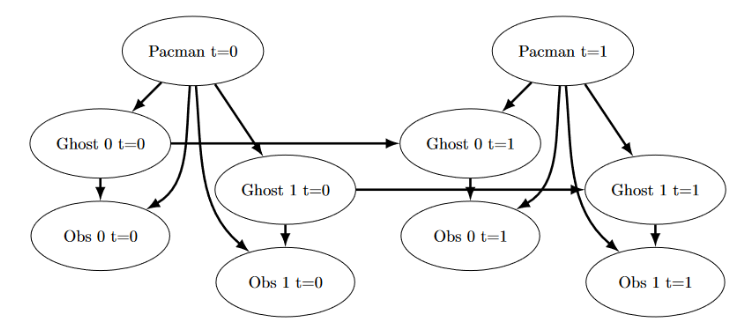 Pacman t=0
Pacman t=1
Ghost 0 t=0
Ghost 0 t=1
Ghost 1 t=0
Ghost 1 t=1
Obs 0 t=0
Obs 0 t=1
Obs 1 t=0
Obs 1 t=1